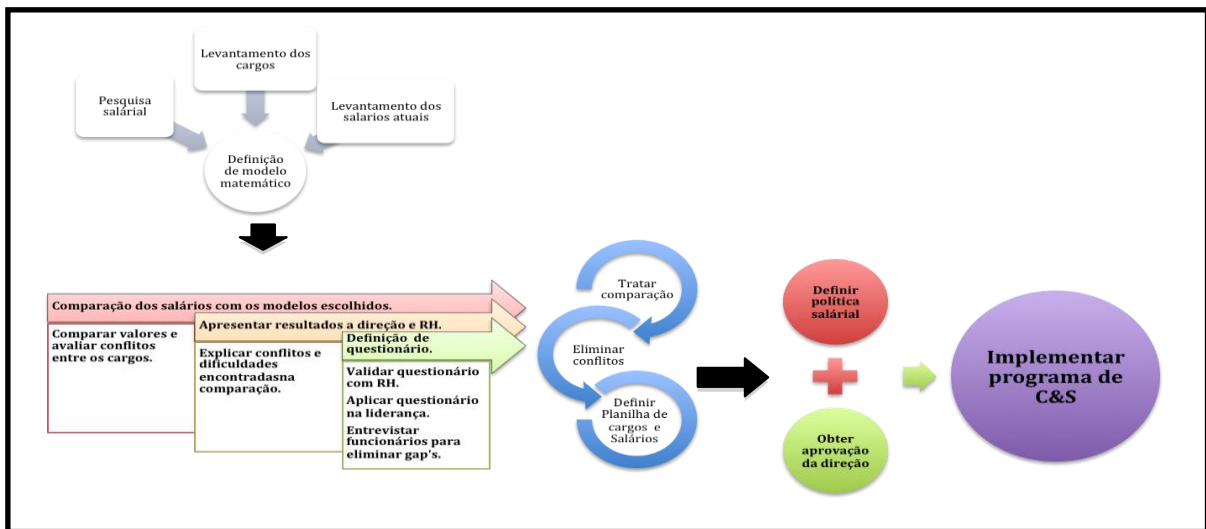 Levantamento dos
cargos
Pesquisa
salárial
Levantamento dos
salarios atuais
Definição
de modelo
matemático
Comparação dos salários com os modelos escolhidos.
Comparar valores e
avaliar conflitos
entre os cargos.
Apresentar resultados a direção e RH.
Explicar conflitos e
dificuldades
encontradasna
comparação.
Definição de
questionário.
Validar questionário
com RH.
Aplicar questionário
na liderança.
Entrevistar
funcionários para
eliminar gap's.
Tratar
comparação
Eliminar
conflitos
Definir
Planilha de
cargos e
Salários
Definir
política
salárial
Obter
aprovação
da direção
Implementar
programa de
C&S